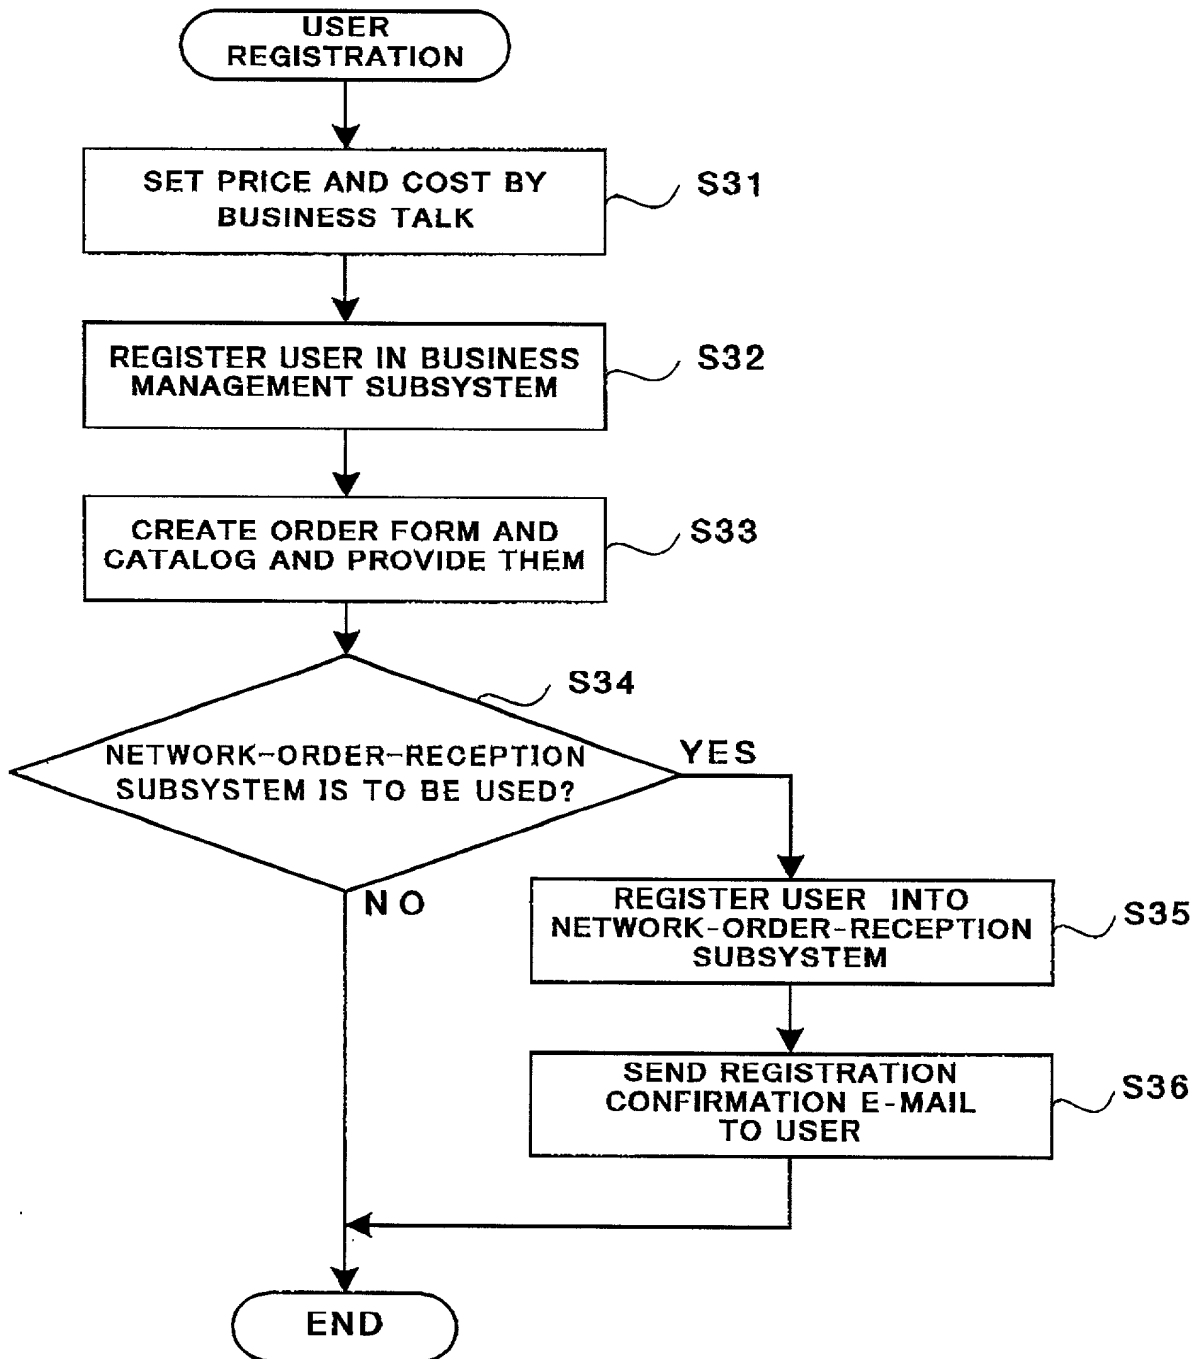 USER
REGISTRATION
SET PRICE AND COST BY
BUSINESS TALK
S31
REGISTER USER IN BUSINESS
MANAGEMENT SUBSYSTEM
S32
CREATE ORDER FORM AND
CATALOG AND PROVIDE THEM
S33
S34
NETWORK-ORDER-RECEPTION
SUBSYSTEM IS TO BE USED?
YES
NO
REGISTER USER INTO
NETWORK-ORDER-RECEPTION
SUBSYSTEM
S35
SEND REGISTRATION
CONFIRMATION E-MAIL
TO USER
S36
END